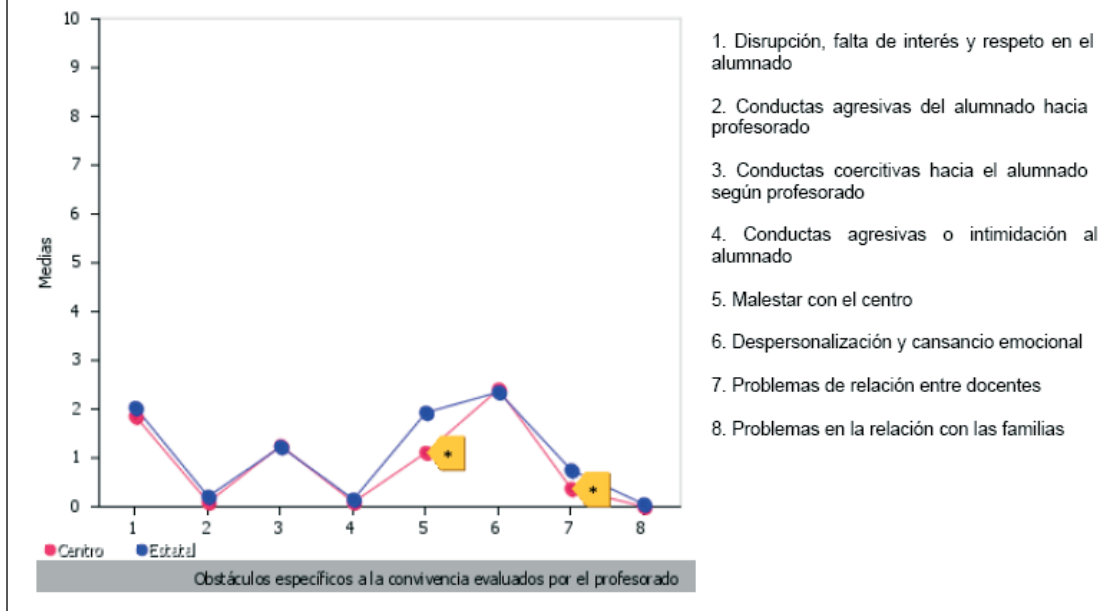 10
9
8
7
6
5
4
3
2
1
0
Medias
*
*
1 2 3 4 5 6 7 8
Centro Estatal
Obstáculos específicos a la convivencia evaluados por el profesorado
1. Disrupción, falta de interés y respeto en el
alumnado
2. Conductas agresivas del alumnado hacia
profesorado
3. Conductas coercitivas hacia el alumnado
según profesorado
4. Conductas agresivas o intimidación al
alumnado
5. Malestar con el centro
6. Despersonalización y cansancio emocional
7. Problemas de relación entre docentes
8. Problemas en la relación con las familias